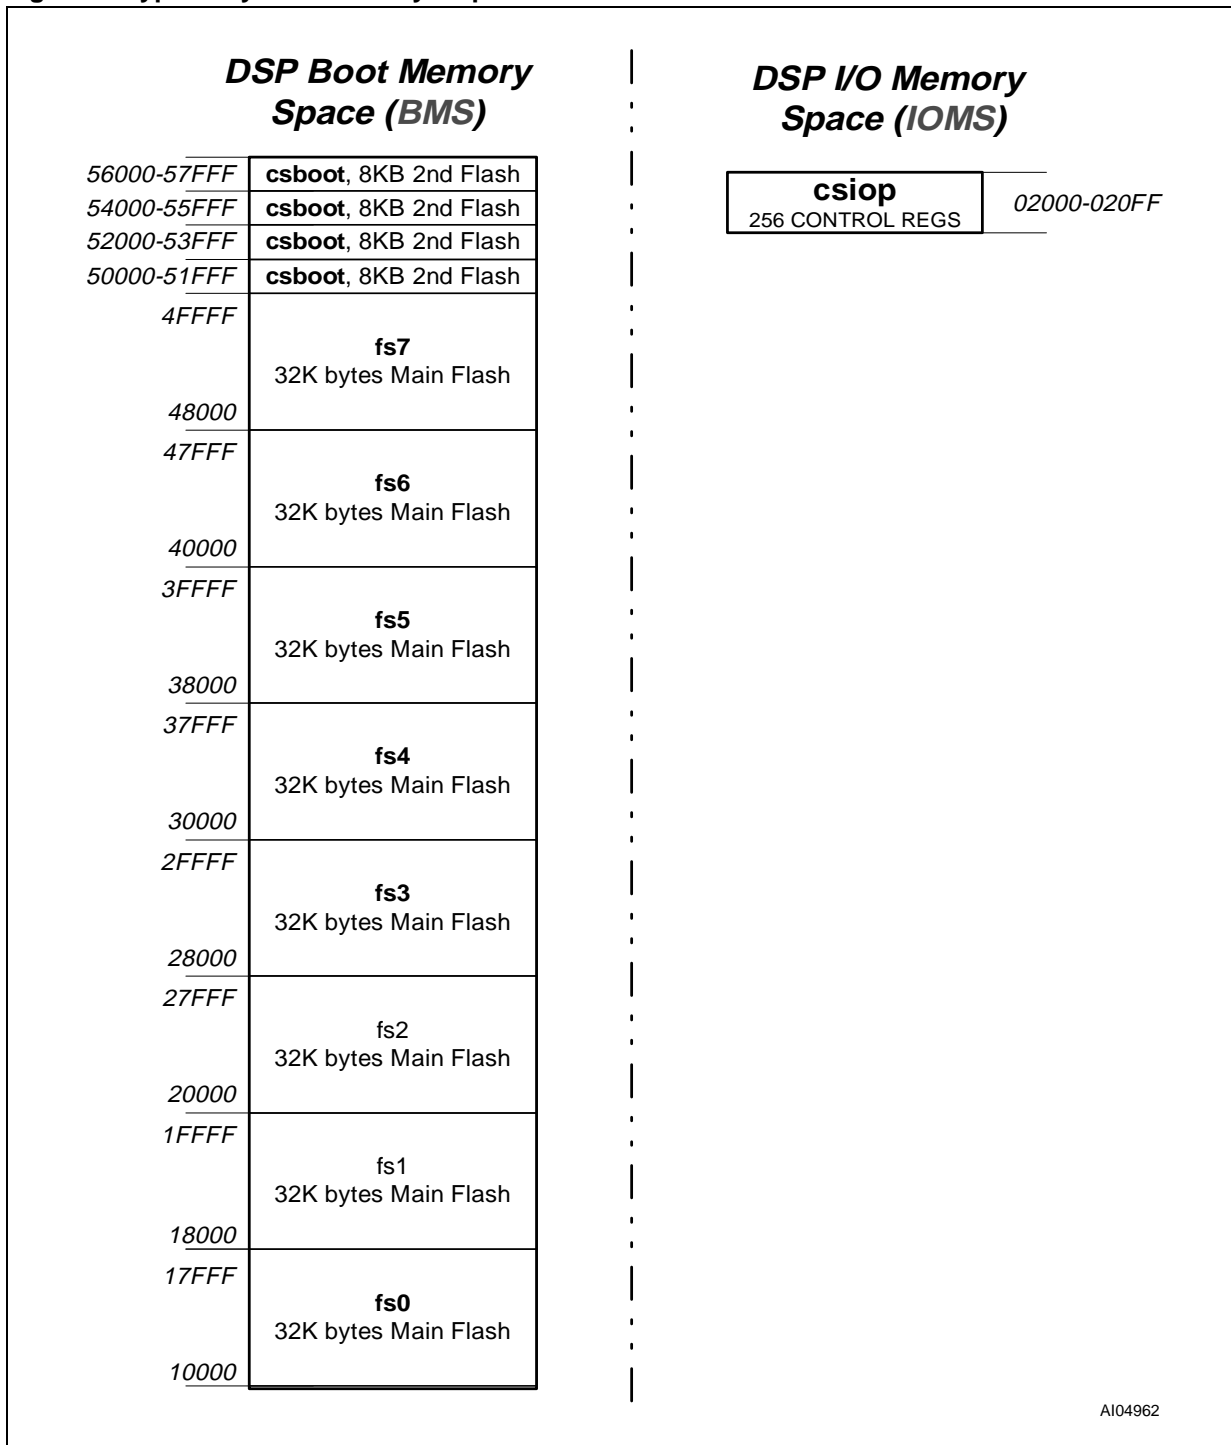 DSP Boot Memory
Space (BMS)
56000-57FFF csboot, 8KB 2nd Flash
54000-55FFF csboot, 8KB 2nd Flash
52000-53FFF csboot, 8KB 2nd Flash
50000-51FFF csboot, 8KB 2nd Flash
4FFFF
fs7
32K bytes Main Flash
48000
47FFF
fs6
32K bytes Main Flash
40000
3FFFF
fs5
32K bytes Main Flash
38000
37FFF
fs4
32K bytes Main Flash
30000
2FFFF
fs3
32K bytes Main Flash
28000
27FFF
fs2
32K bytes Main Flash
20000
1FFFF
fs1
32K bytes Main Flash
18000
17FFF
fs0
32K bytes Main Flash
10000
DSP I/O Memory
Space (IOMS)
csiop
256 CONTROL REGS
02000-020FF
AI04962